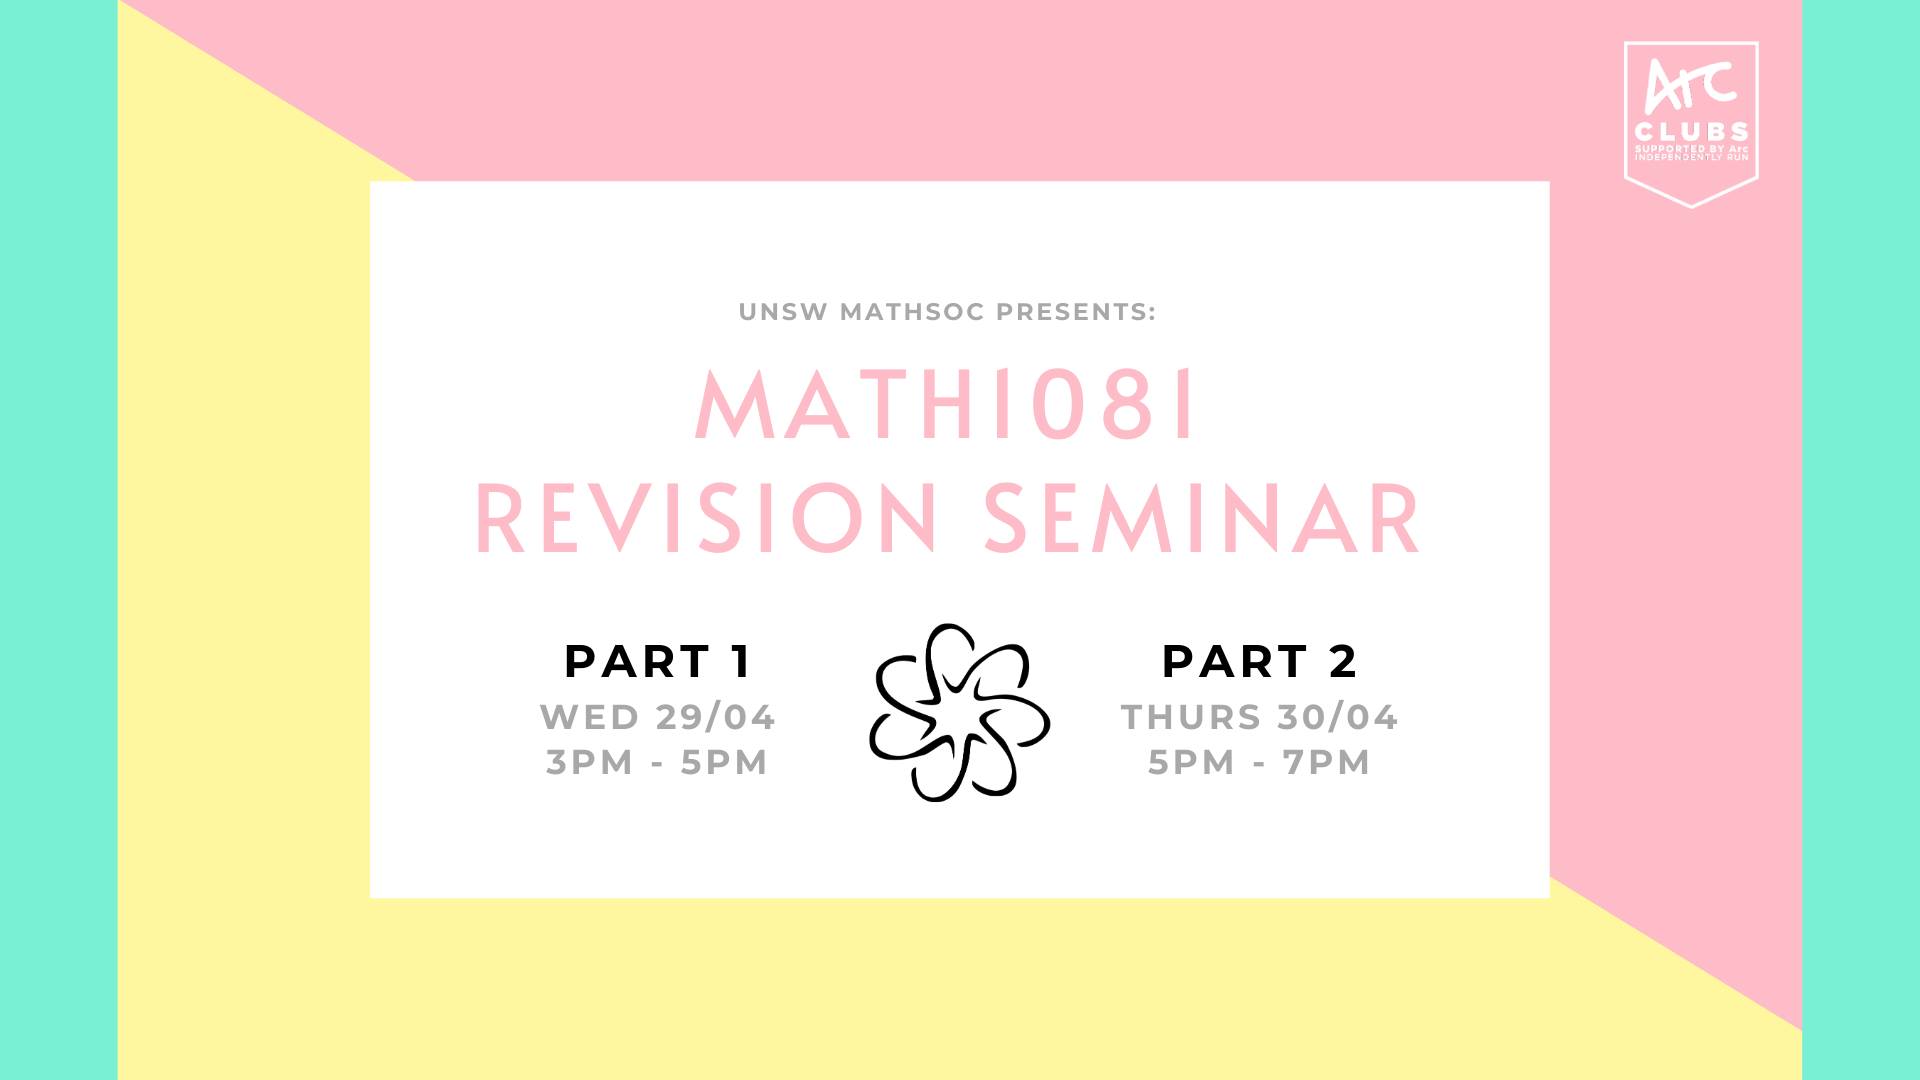 Arc
CLUBS
SUPPORTED BY Arc
INDEPENDENTLY RUN
UNSW MATHSOC PRESENTS:
MATH1081
REVISION SEMINAR
PART 1
WED 29/04
3PM - 5PM
PART 2
THURS 30/04
5PM - 7PM